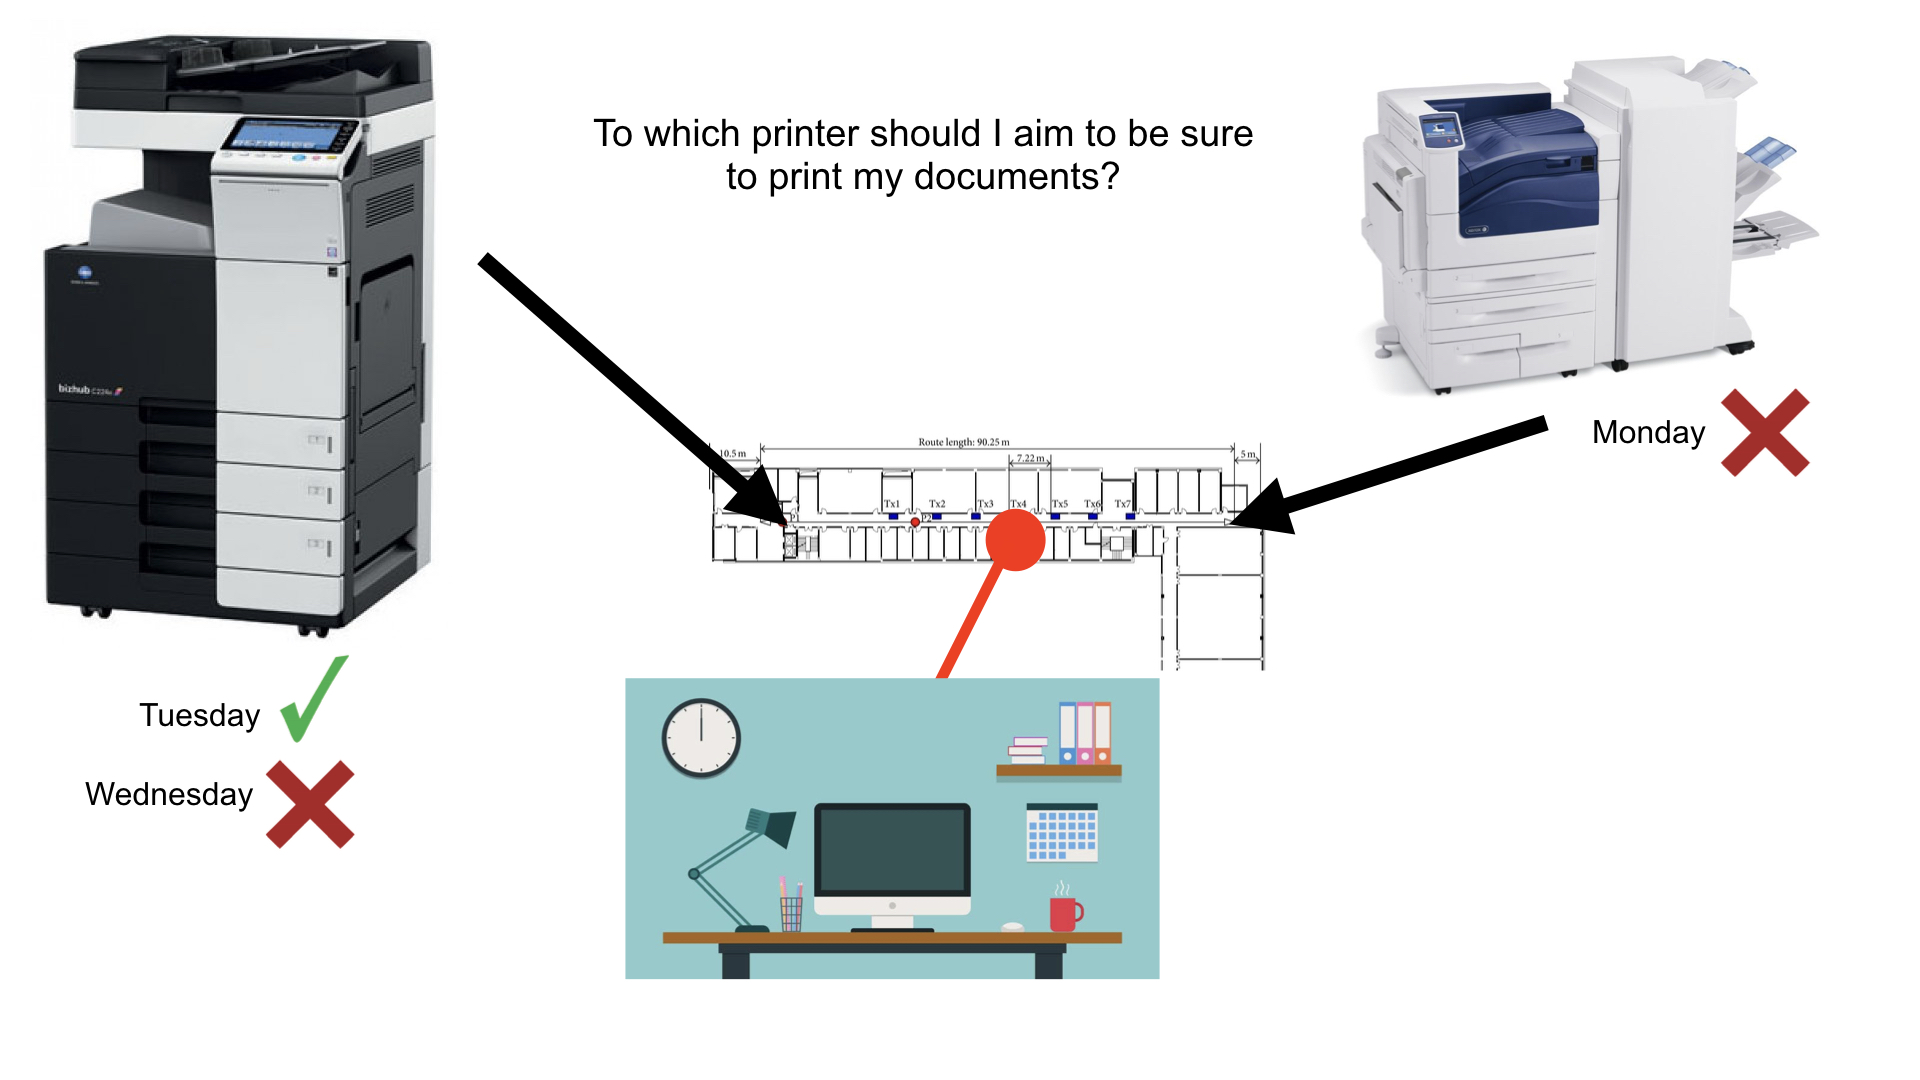 To which printer should I aim to be sure
to print my documents?
bizhub C224e
Monday
Route length: 90.25 m
10.5 m
7.22 m
5 m
Tx1
Tx2
Tx3
Tx4
Tx5
Tx6
Tx7
P2
Tuesday
Wednesday